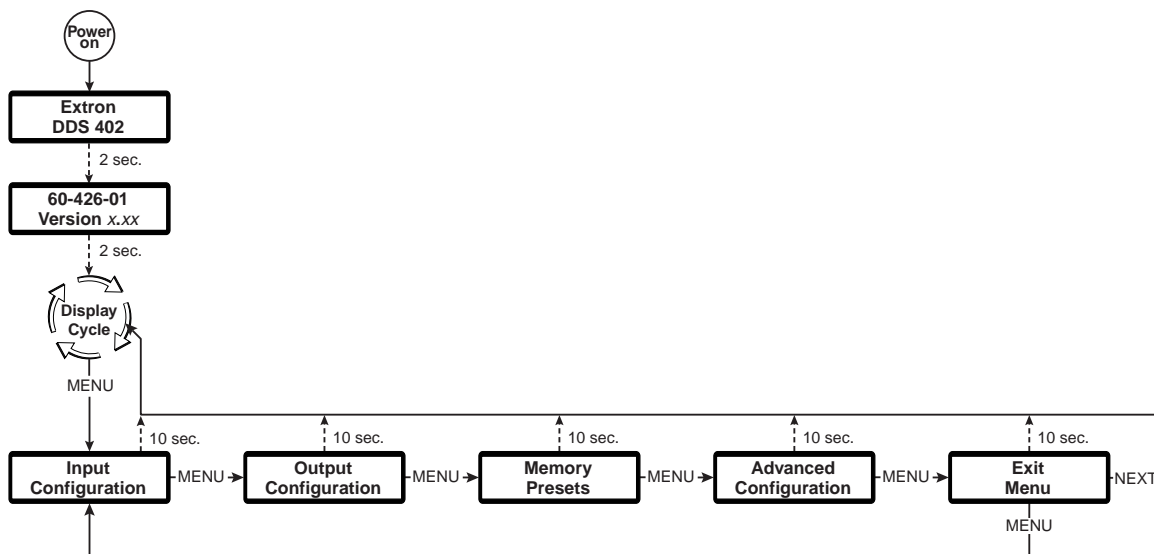 Power
on
Extron
DDS 402
2 sec.
60-426-01
Version x.xx
2 sec.
Display
Cycle
MENU
10 sec.
10 sec.
10 sec.
10 sec.
10 sec.
Input
Configuration
MENU
Output
Configuration
MENU
Memory
Presets
MENU
Advanced
Configuration
MENU
Exit
Menu
NEXT
MENU